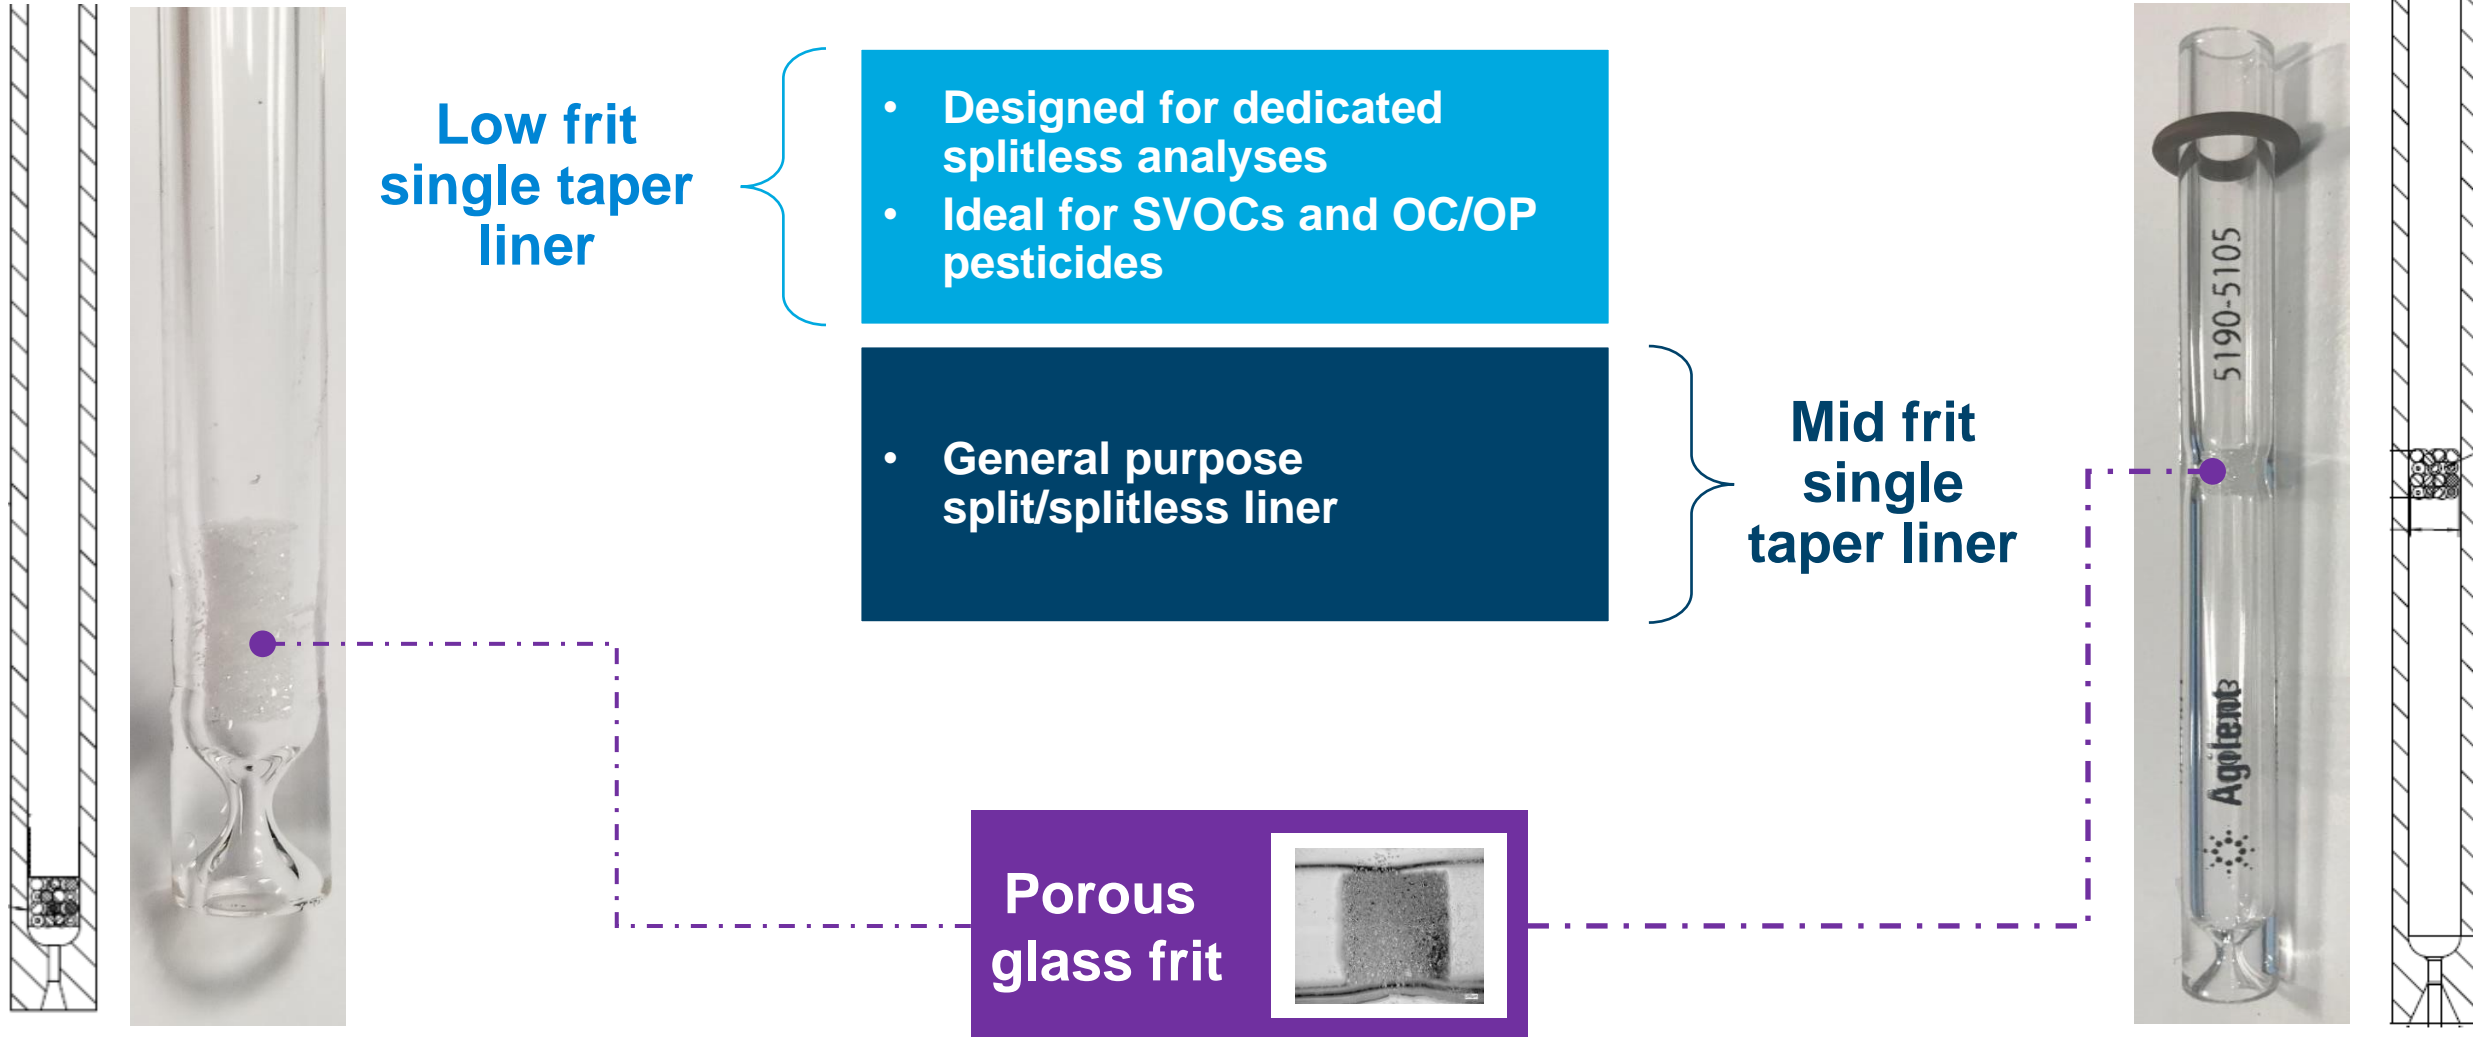 Low frit
single taper
liner
• Designed for dedicated
splitless analyses
• Ideal for SVOCs and OC/OP
pesticides
• General purpose
split/splitless liner
Mid frit
single
taper liner
Porous
glass frit
5190-5105
Agilent